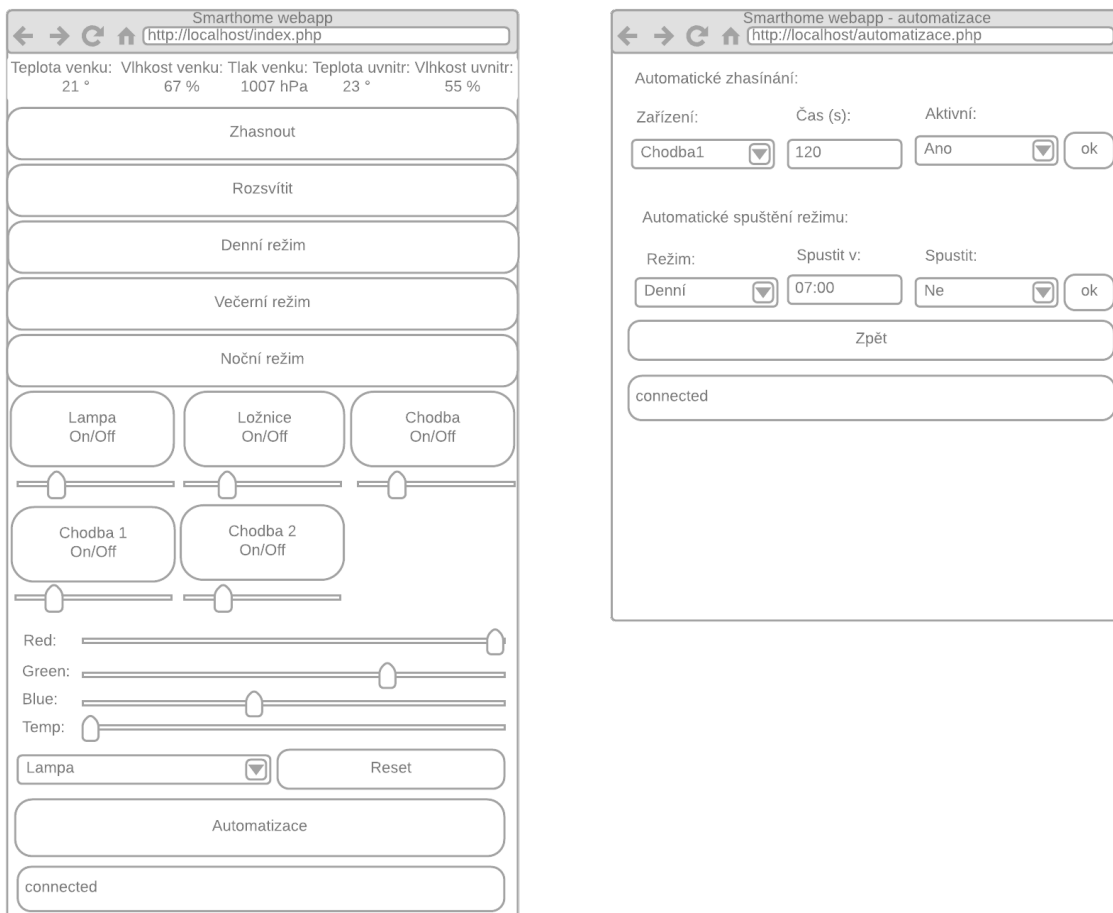 Smarthome webapp
http://localhost/index.php
Teplota venku: Vlhkost venku: Tlak venku: Teplota uvnitr: Vlhkost uvnitr:
21 ° 67 % 1007 hPa 23 ° 55 %
Zhasnout
Rozsvítit
Denní režim
Večerní režim
Noční režim
Lampa Ložnice Chodba
On/Off On/Off On/Off
Chodba 1 Chodba 2
On/Off On/Off
Red:
Green:
Blue:
Temp:
Lampa Reset
Automatizace
connected
Smarthome webapp - automatizace
http://localhost/automatizace.php
Automatické zhasínání:
Zařízení: Čas (s): Aktivní:
Chodba1 120 Ano ok
Automatické spuštění režimu:
Režim: Spustit v: Spustit:
Denní 07:00 Ne ok
Zpět
connected